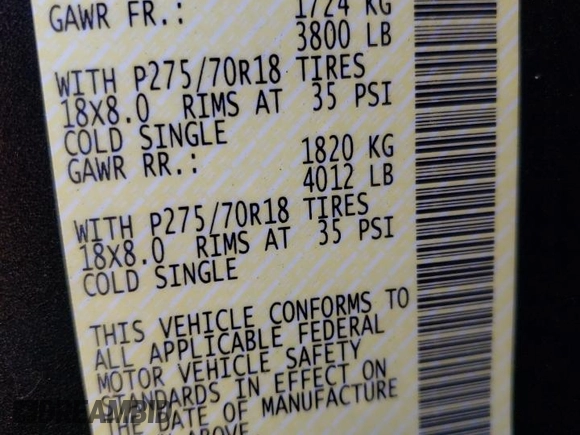 GAWR FR.: 1724 KG
3800 LB
WITH P275/70R18 TIRES
18X8.0 RIMS AT 35 PSI
COLD SINGLE
GAWR RR.: 1820 KG
4012 LB
WITH P275/70R18 TIRES
18X8.0 RIMS AT 35 PSI
COLD SINGLE
THIS VEHICLE CONFORMS TO
ALL APPLICABLE FEDERAL
MOTOR VEHICLE SAFETY
STANDARDS IN EFFECT ON
THE DATE OF MANUFACTURE
ABOVE